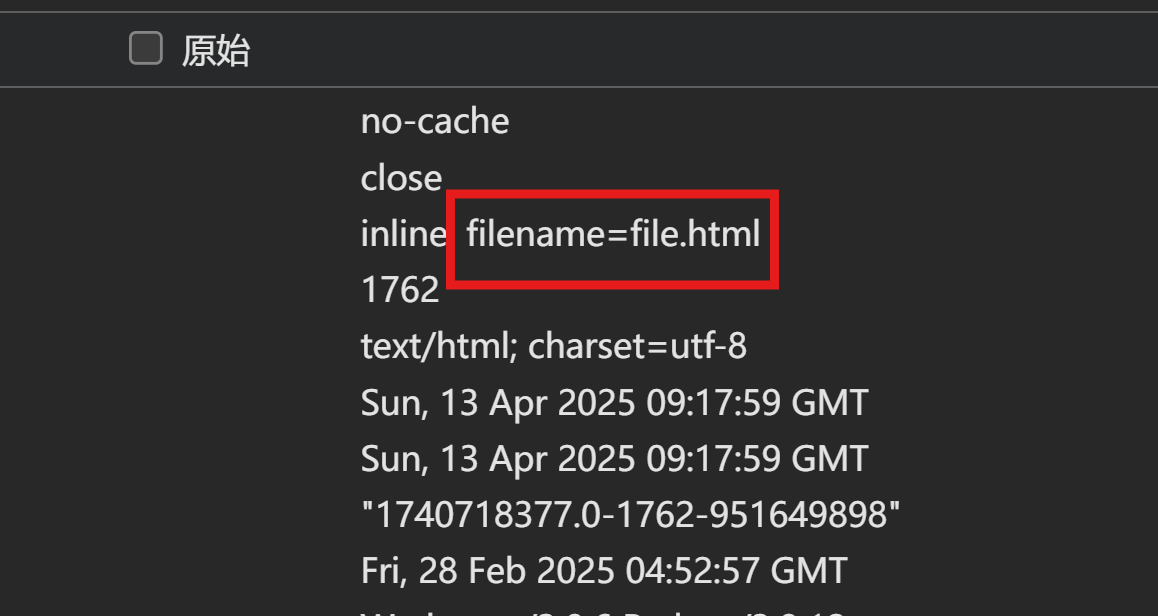 原始
no-cache
close
inline filename=file.html
1762
text/html; charset=utf-8
Sun, 13 Apr 2025 09:17:59 GMT
Sun, 13 Apr 2025 09:17:59 GMT
"1740718377.0-1762-951649898"
Fri, 28 Feb 2025 04:52:57 GMT